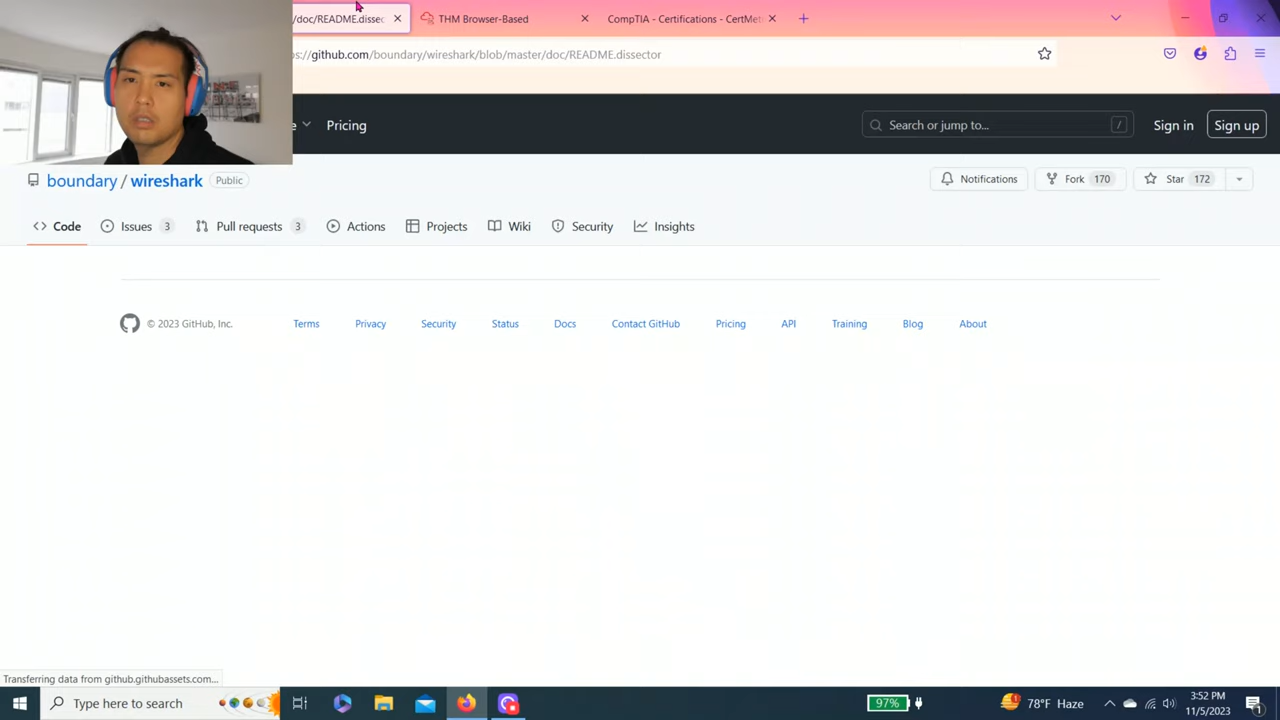 /doc/README.dissec
THM Browser-Based
CompTIA - Certifications - CertMet
s://github.com/boundary/wireshark/blob/master/doc/README.dissector
e
Pricing
Search or jump to...
/
Sign in
Sign up
boundary / wireshark
Public
Notifications
Fork 170
Star 172
Code
Issues 3
Pull requests 3
Actions
Projects
Wiki
Security
Insights
© 2023 GitHub, Inc.
Terms
Privacy
Security
Status
Docs
Contact GitHub
Pricing
API
Training
Blog
About
Transferring data from github.githubassets.com...
Type here to search
97%
78°F Haze
3:52 PM
11/5/2023
1